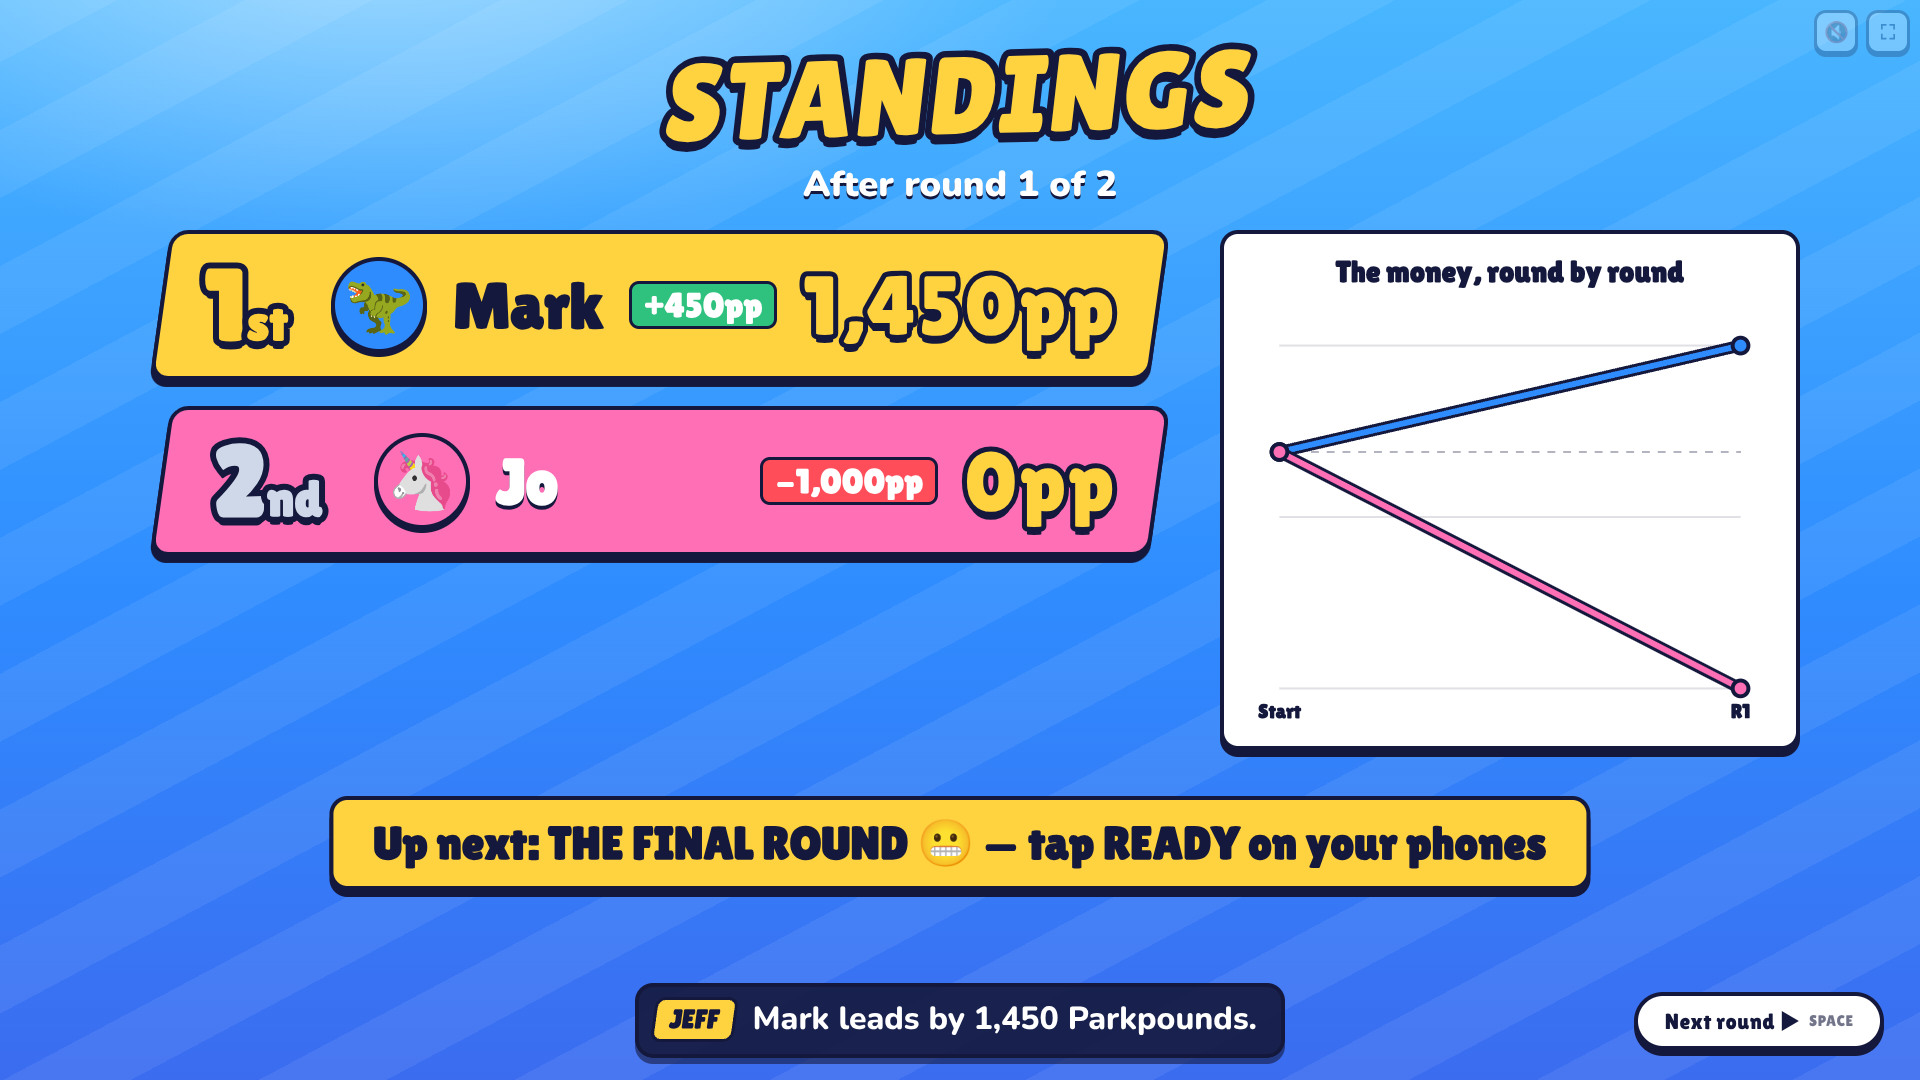 STANDINGS
After round 1 of 2
1st Mark +450pp 1,450pp
2nd Jo −1,000pp 0pp
The money, round by round
Start R1
Up next: THE FINAL ROUND 😬 — tap READY on your phones
JEFF Mark leads by 1,450 Parkpounds.
Next round ▶ SPACE